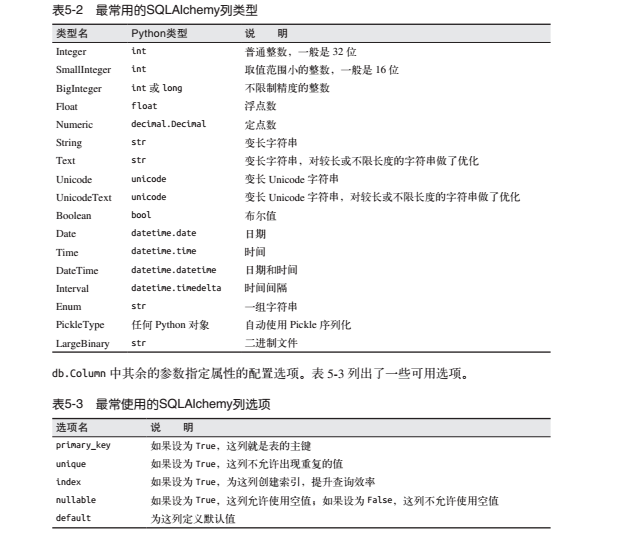 表5-2 最常用的SQLAlchemy列类型
类型名 Python类型 说 明
Integer int 普通整数，一般是 32 位
SmallInteger int 取值范围小的整数，一般是 16 位
BigInteger int 或 long 不限制精度的整数
Float float 浮点数
Numeric decimal.Decimal 定点数
String str 变长字符串
Text str 变长字符串，对较长或不限长度的字符串做了优化
Unicode unicode 变长 Unicode 字符串
UnicodeText unicode 变长 Unicode 字符串，对较长或不限长度的字符串做了优化
Boolean bool 布尔值
Date datetime.date 日期
Time datetime.time 时间
DateTime datetime.datetime 日期和时间
Interval datetime.timedelta 时间间隔
Enum str 一组字符串
PickleType 任何 Python 对象 自动使用 Pickle 序列化
LargeBinary str 二进制文件
db.Column 中其余的参数指定属性的配置选项。表 5-3 列出了一些可用选项。
表5-3 最常使用的SQLAlchemy列选项
选项名 说 明
primary_key 如果设为 True，这列就是表的主键
unique 如果设为 True，这列不允许出现重复的值
index 如果设为 True，为这列创建索引，提升查询效率
nullable 如果设为 True，这列允许使用空值；如果设为 False，这列不允许使用空值
default 为这列定义默认值